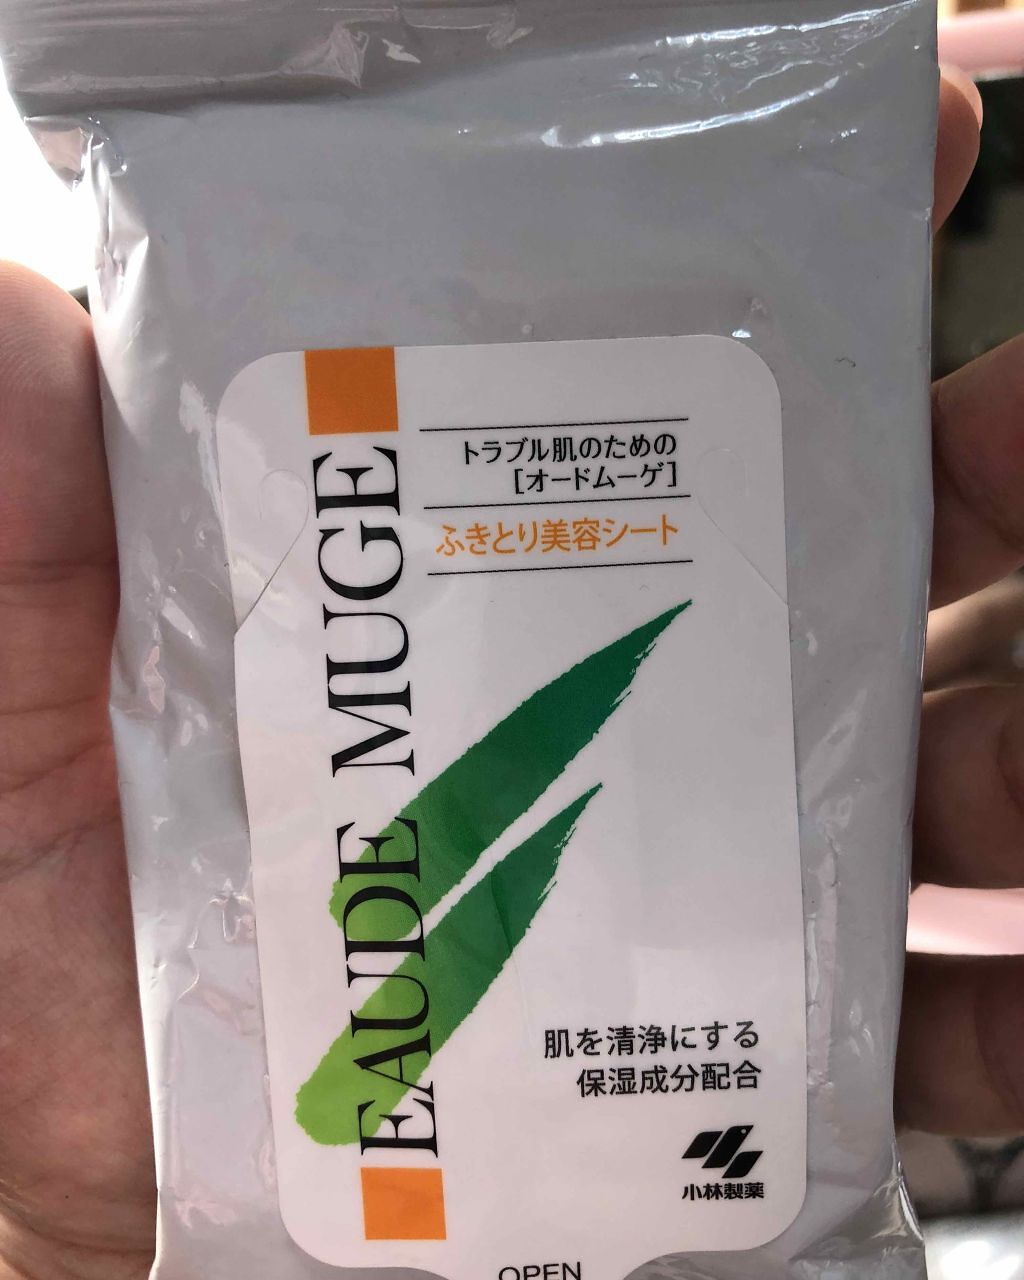 トラブル肌のための
[オードムーゲ]
ふきとり美容シート
EAUDE MUGE
肌を清浄にする
保湿成分配合
小林製薬
OPEN